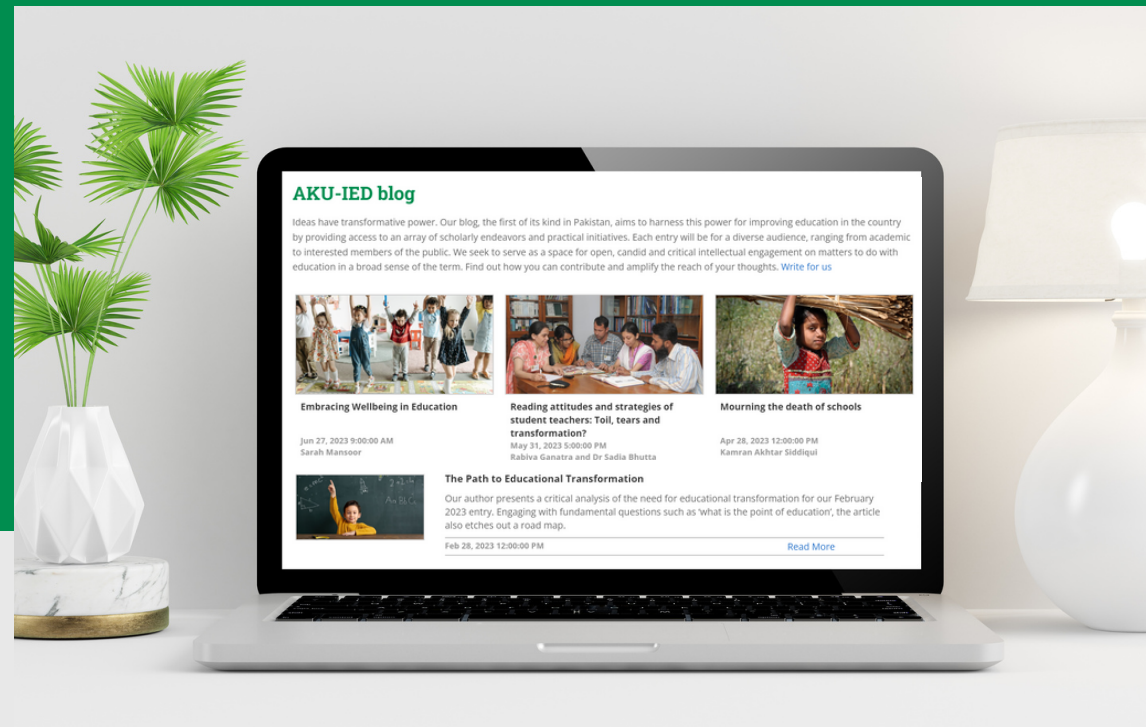 AKU-IED blog
Ideas have transformative power. Our blog, the first of its kind in Pakistan, aims to harness this power for improving education in the country
by providing access to an array of scholarly endeavors and practical initiatives. Each entry will be for a diverse audience, ranging from academic
to interested members of the public. We seek to serve as a space for open, candid and critical intellectual engagement on matters to do with
education in a broad sense of the term. Find out how you can contribute and amplify the reach of your thoughts. Write for us
Embracing Wellbeing in Education
Jun 27, 2023 9:00:00 AM
Sarah Mansoor
Reading attitudes and strategies of
student teachers: Toil, tears and
transformation?
May 31, 2023 5:00:00 PM
Rabiya Ganatra and Dr Sadia Bhutta
Mourning the death of schools
Apr 28, 2023 12:00:00 PM
Kamran Akhtar Siddiqui
The Path to Educational Transformation
Our author presents a critical analysis of the need for educational transformation for our February
2023 entry. Engaging with fundamental questions such as ‘what is the point of education’, the article
also etches out a road map.
Feb 28, 2023 12:00:00 PM
Read More